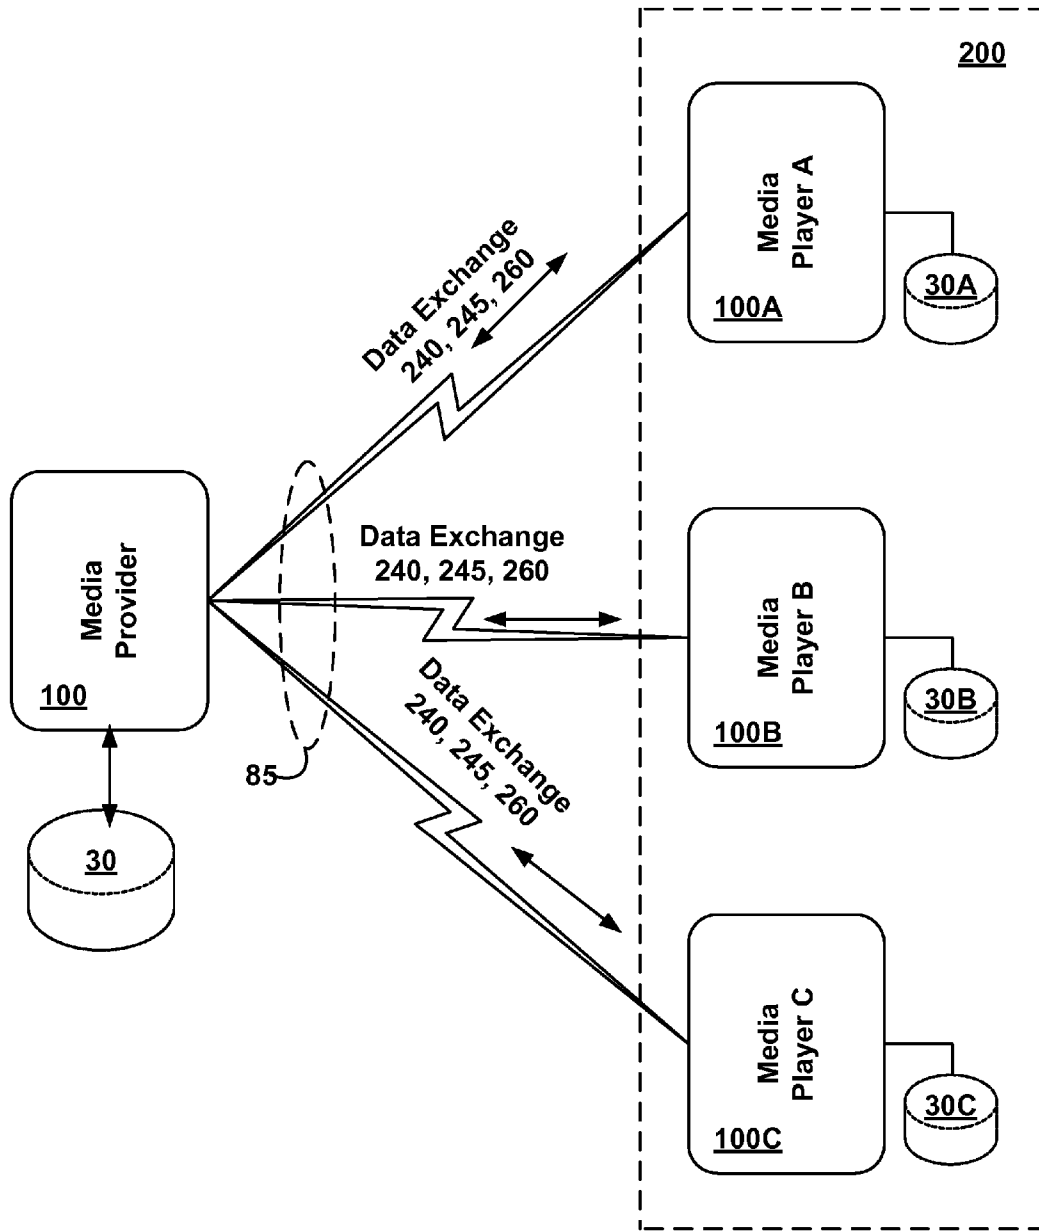 200
Media
Player A
100A
30A
Data Exchange
240, 245, 260
Media
Provider
100
Data Exchange
240, 245, 260
Media
Player B
100B
30B
Data Exchange
240, 245, 260
85
30
Media
Player C
100C
30C